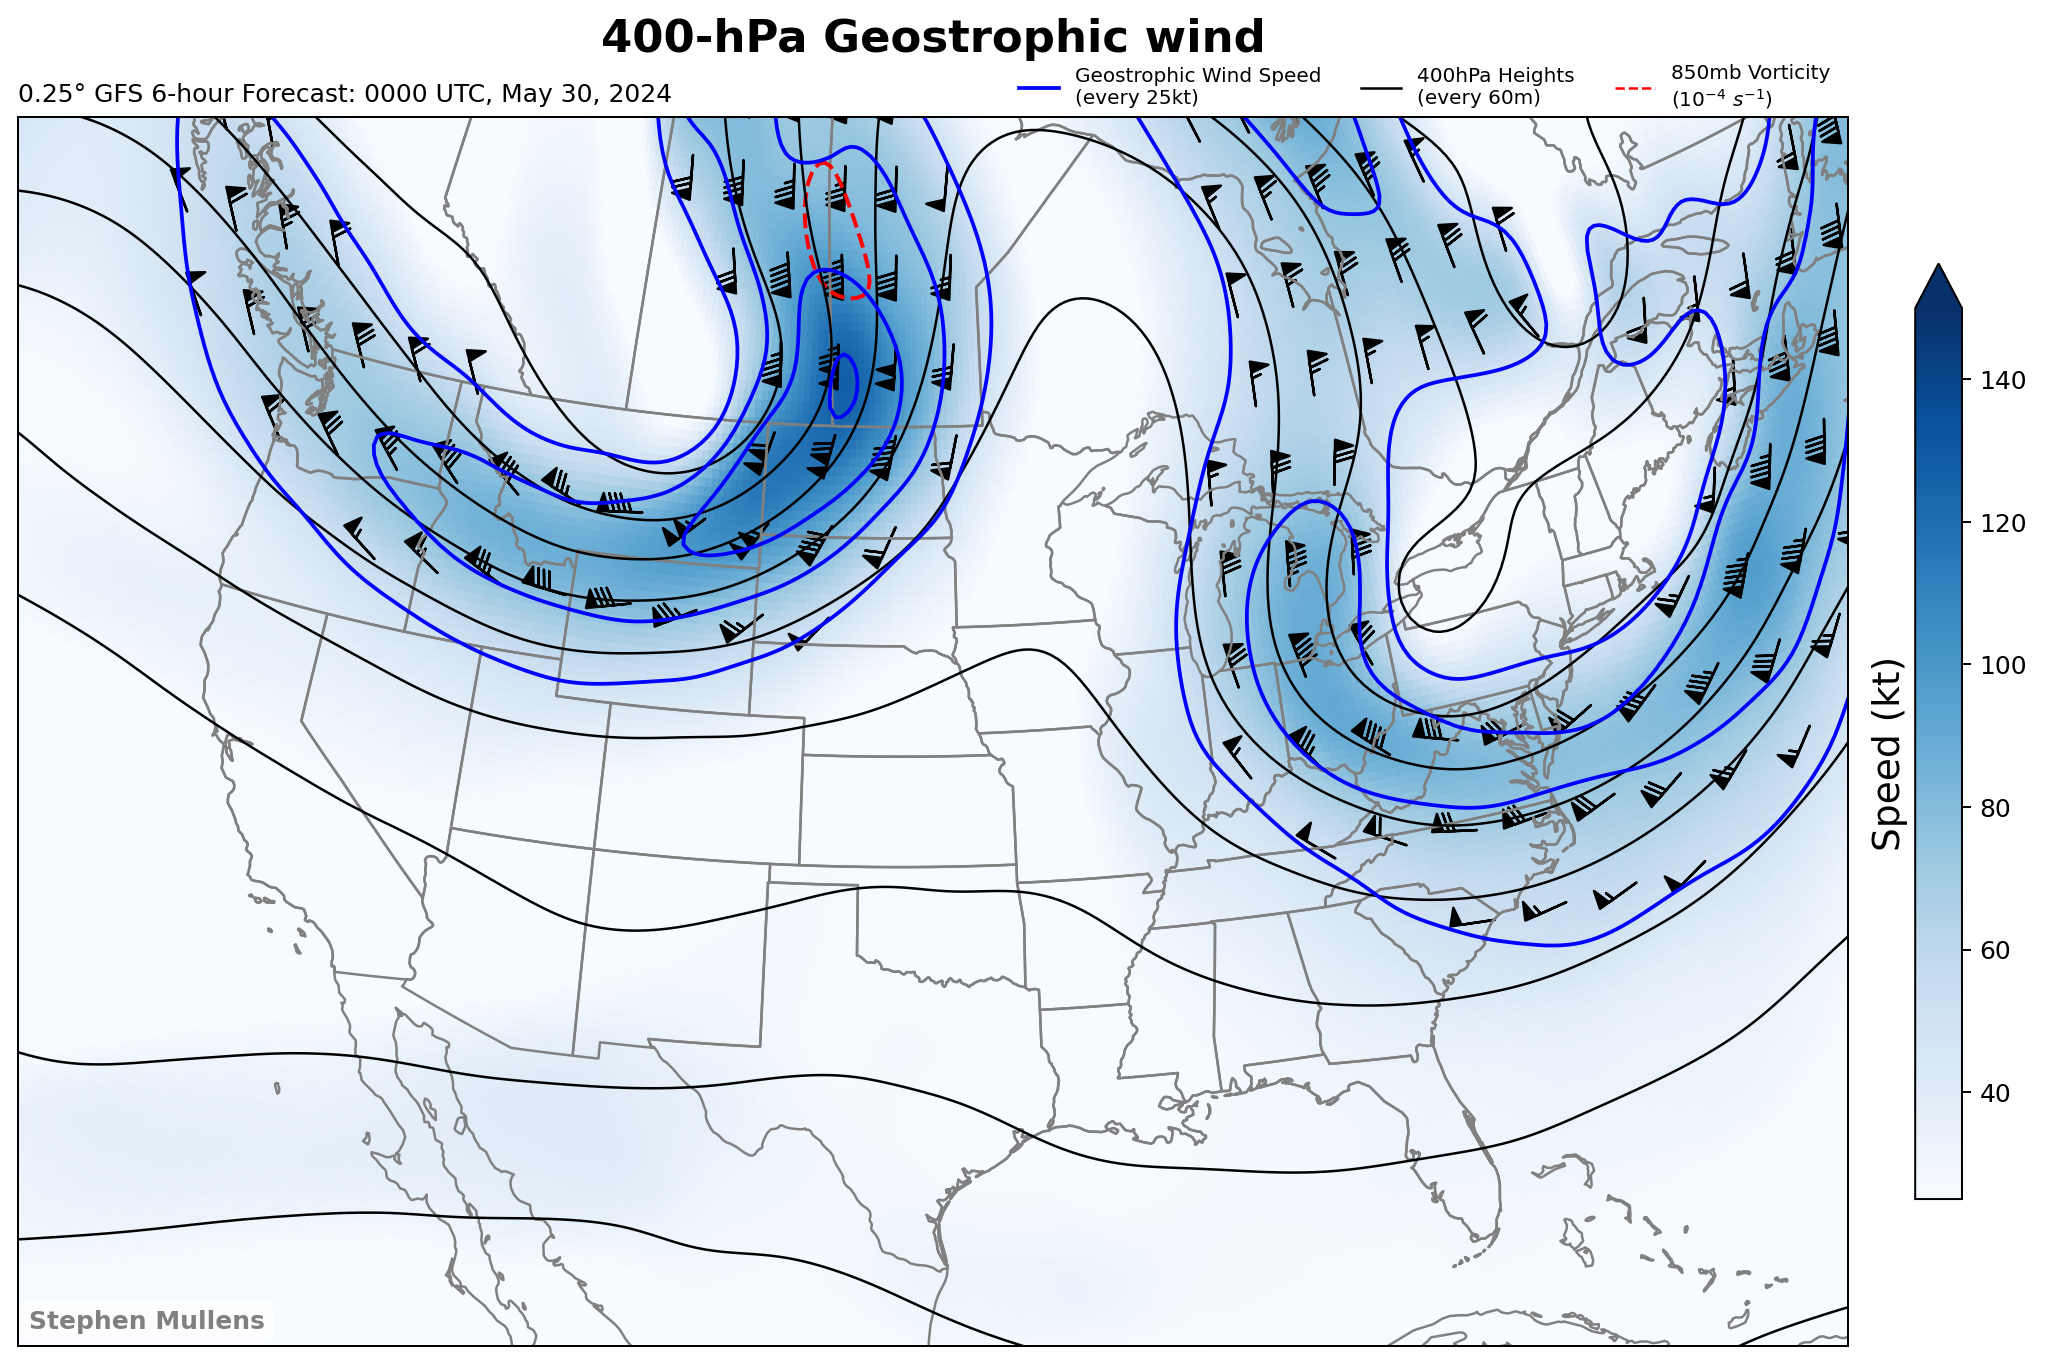 400-hPa Geostrophic wind
0.25° GFS 6-hour Forecast: 0000 UTC, May 30, 2024
Geostrophic Wind Speed
(every 25kt)
400hPa Heights
(every 60m)
850mb Vorticity
(10⁻⁴ s⁻¹)
140
120
100
80
60
40
Speed (kt)
Stephen Mullens